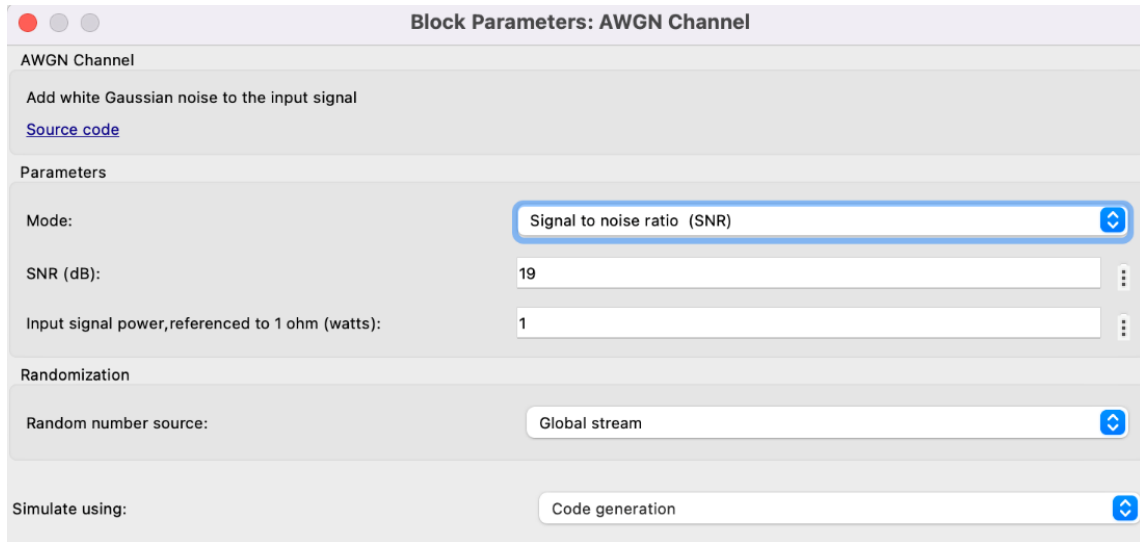 Block Parameters: AWGN Channel
AWGN Channel
Add white Gaussian noise to the input signal
Source code
Parameters
Mode: Signal to noise ratio (SNR)
SNR (dB): 19
Input signal power,referenced to 1 ohm (watts): 1
Randomization
Random number source: Global stream
Simulate using: Code generation